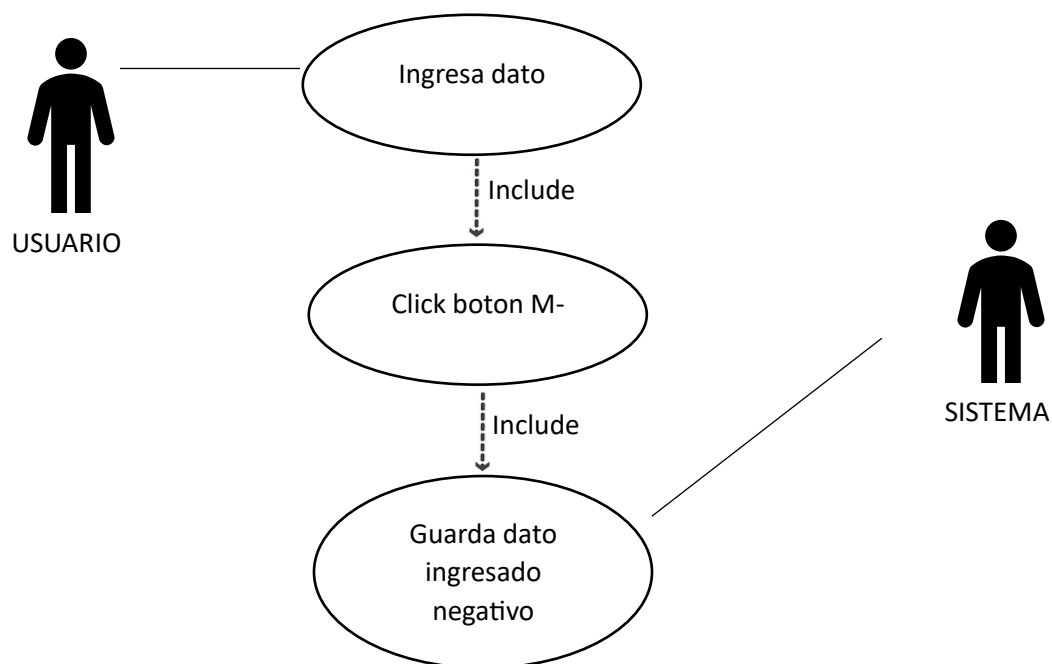 Ingresa dato
Include
USUARIO
Click boton M-
SISTEMA
Include
Guarda dato
ingresado
negativo